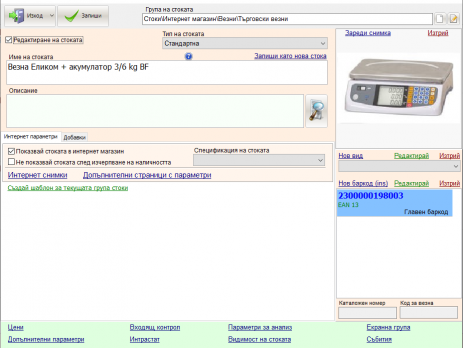 Група на стоката
Изход
Запиши
Стоки\Интернет магазин\Везни\Търговски везни
Редактиране на стоката
Тип на стоката
Стандартна
Име на стоката
Запиши като нова стока
Везна Еликом + акумулатор 3/6 kg BF
Описание
Интернет параметри
Добавки
Показвай стоката в интернет магазин
Не показвай стоката след изчерпване на наличността
Спецификация на стоката
Интернет снимки
Допълнителни страници с параметри
Създай шаблон за текущата група стоки
Зареди снимка
Изтрий
Нов вид
Редактирай
Изтрий
Нов баркод (ins)
Редактирай
Изтрий
2300000198003
EAN 13
Главен баркод
Каталожен номер
Код за везна
Цени
Входящ контрол
Параметри за анализ
Екранна група
Допълнителни параметри
Интрастат
Видимост на стоката
Събития